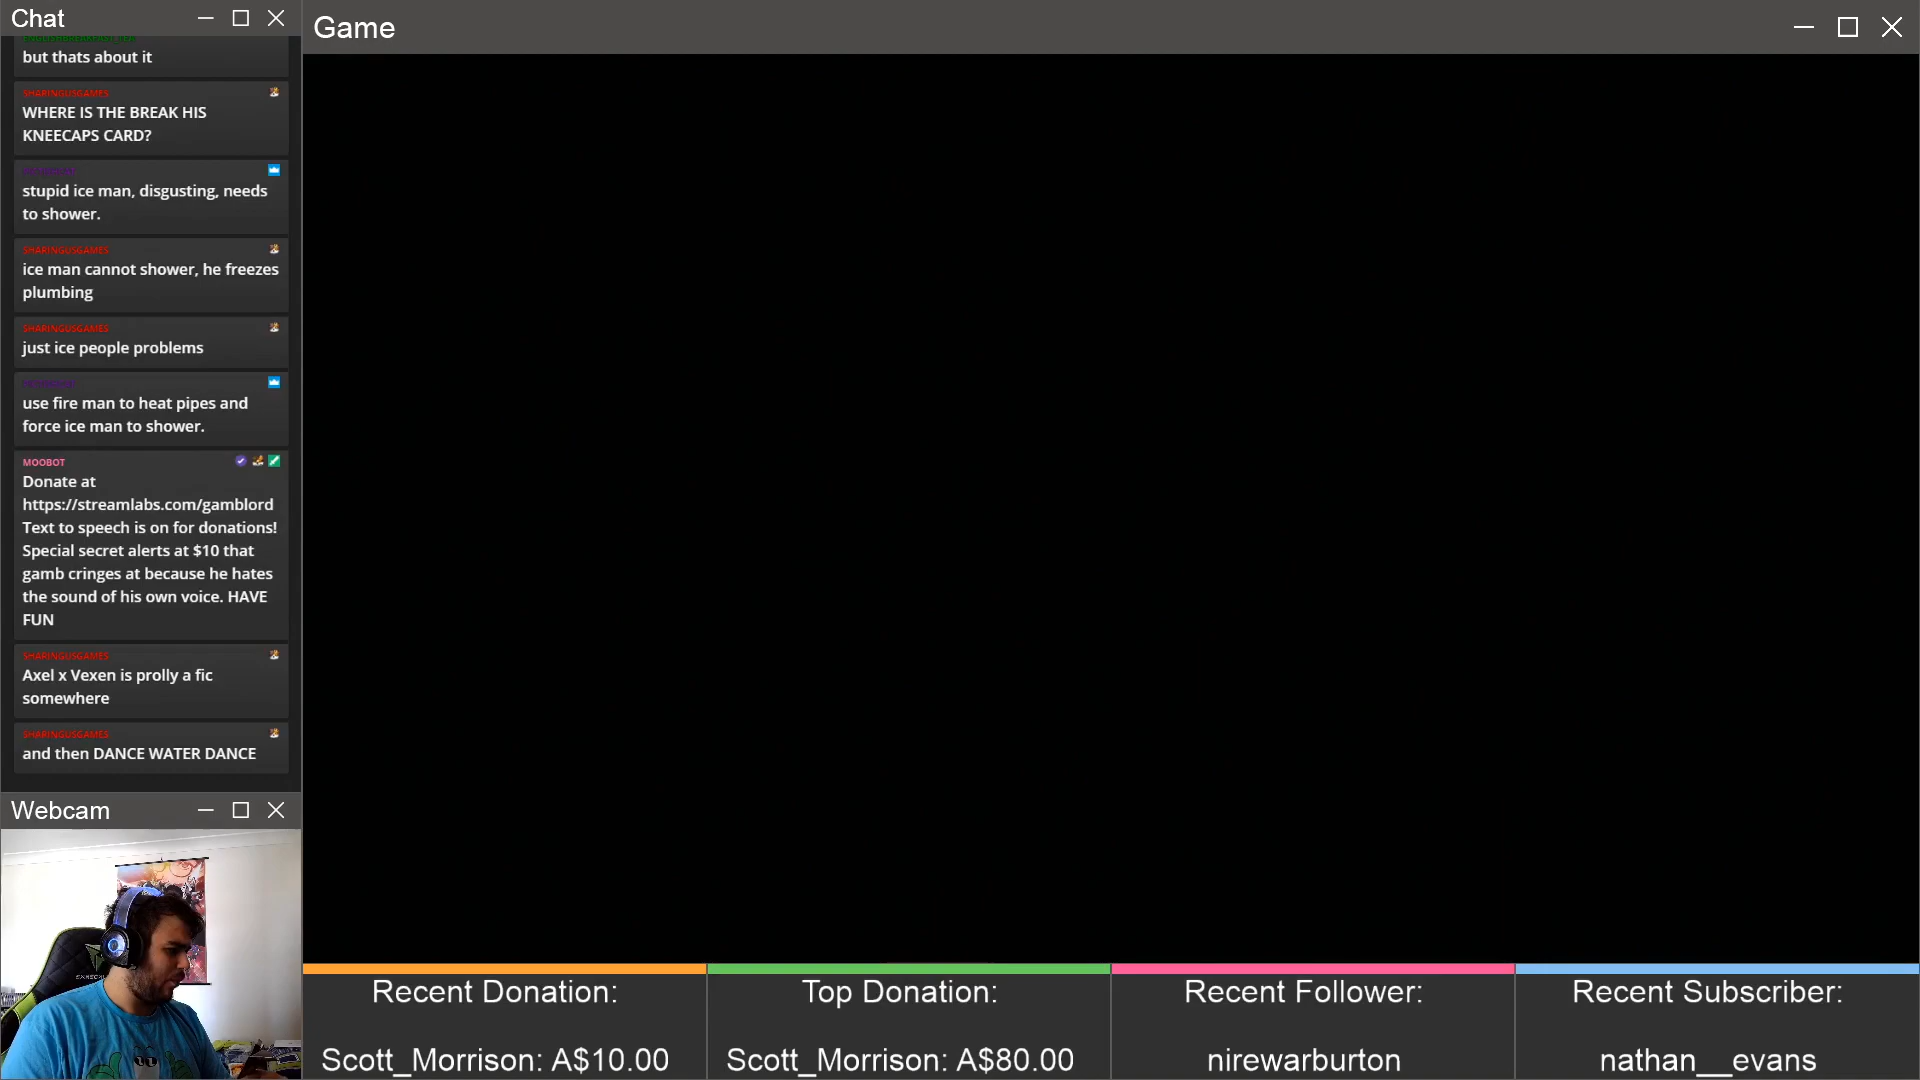 Chat
but thats about it
SHARINGUSGAMES
WHERE IS THE BREAK HIS
KNEECAPS CARD?
stupid ice man, disgusting, needs
to shower.
SHARINGUSGAMES
ice man cannot shower, he freezes
plumbing
SHARINGUSGAMES
just ice people problems
use fire man to heat pipes and
force ice man to shower.
MOOBOT
Donate at
https://streamlabs.com/gamblord
Text to speech is on for donations!
Special secret alerts at $10 that
gamb cringes at because he hates
the sound of his own voice. HAVE
FUN
SHARINGUSGAMES
Axel x Vexen is prolly a fic
somewhere
SHARINGUSGAMES
and then DANCE WATER DANCE
Webcam
Game
Recent Donation:
Scott_Morrison: A$10.00
Top Donation:
Scott_Morrison: A$80.00
Recent Follower:
nirewarburton
Recent Subscriber:
nathan__evans